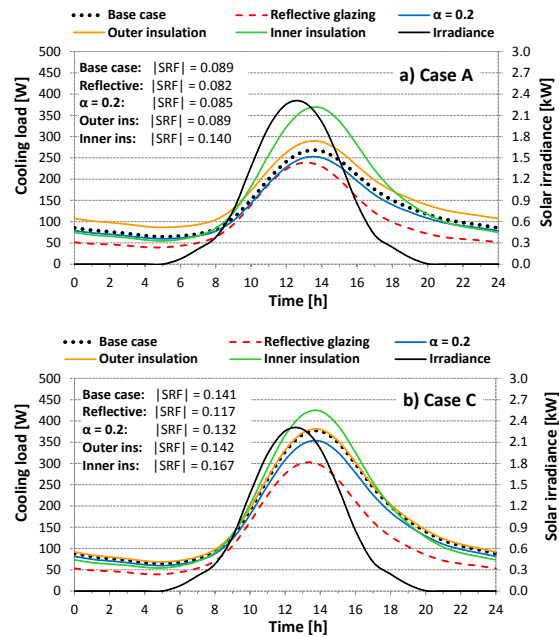 Base case Reflective glazing α = 0.2
Outer insulation Inner insulation Irradiance
Cooling load [W]
500
450
400
350
300
250
200
150
100
50
0
Base case: |SRF| = 0.089
Reflective: |SRF| = 0.082
α = 0.2: |SRF| = 0.085
Outer ins: |SRF| = 0.089
Inner ins: |SRF| = 0.140
a) Case A
3.0
2.7
2.4
2.1
1.8
1.5
1.2
0.9
0.6
0.3
0.0
Solar irradiance [kW]
0 2 4 6 8 10 12 14 16 18 20 22 24
Time [h]
Base case Reflective glazing α = 0.2
Outer insulation Inner insulation Irradiance
Cooling load [W]
500
450
400
350
300
250
200
150
100
50
0
Base case: |SRF| = 0.141
Reflective: |SRF| = 0.117
α = 0.2: |SRF| = 0.132
Outer ins: |SRF| = 0.142
Inner ins: |SRF| = 0.167
b) Case C
3.0
2.7
2.4
2.1
1.8
1.5
1.2
0.9
0.6
0.3
0.0
Solar irradiance [kW]
0 2 4 6 8 10 12 14 16 18 20 22 24
Time [h]